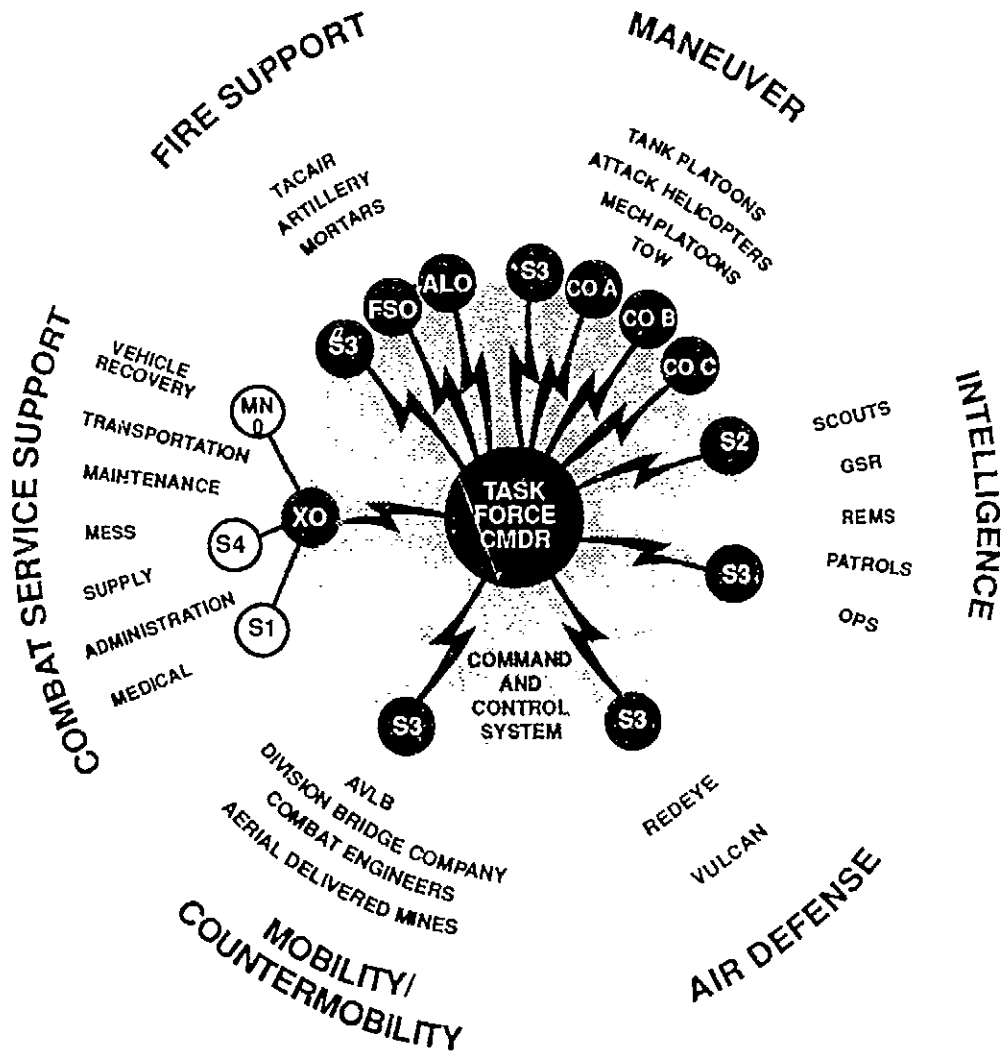 FIRE SUPPORT
TACAIR
ARTILLERY
MORTARS
MANEUVER
TANK PLATOONS
ATTACK HELICOPTERS
MECH PLATOONS
TOW
S3
FSO
ALO
S3
CO A
CO B
CO C
S2
S3
INTELLIGENCE
SCOUTS
GSR
REMS
PATROLS
OPS
TASK
FORCE
CMDR
COMBAT SERVICE SUPPORT
VEHICLE
RECOVERY
TRANSPORTATION
MAINTENANCE
MESS
SUPPLY
ADMINISTRATION
MEDICAL
MN
0
XO
S4
S1
COMMAND
AND
CONTROL
SYSTEM
S3
S3
AVLB
DIVISION BRIDGE COMPANY
COMBAT ENGINEERS
AERIAL DELIVERED MINES
MOBILITY/
COUNTERMOBILITY
REDEYE
VULCAN
AIR DEFENSE